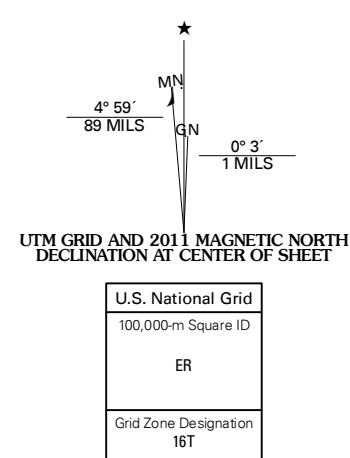 ★
MN
4° 59´
89 MILS
GN
0° 3´
1 MILS
UTM GRID AND 2011 MAGNETIC NORTH
DECLINATION AT CENTER OF SHEET
U.S. National Grid
100,000-m Square ID
ER
Grid Zone Designation
16T